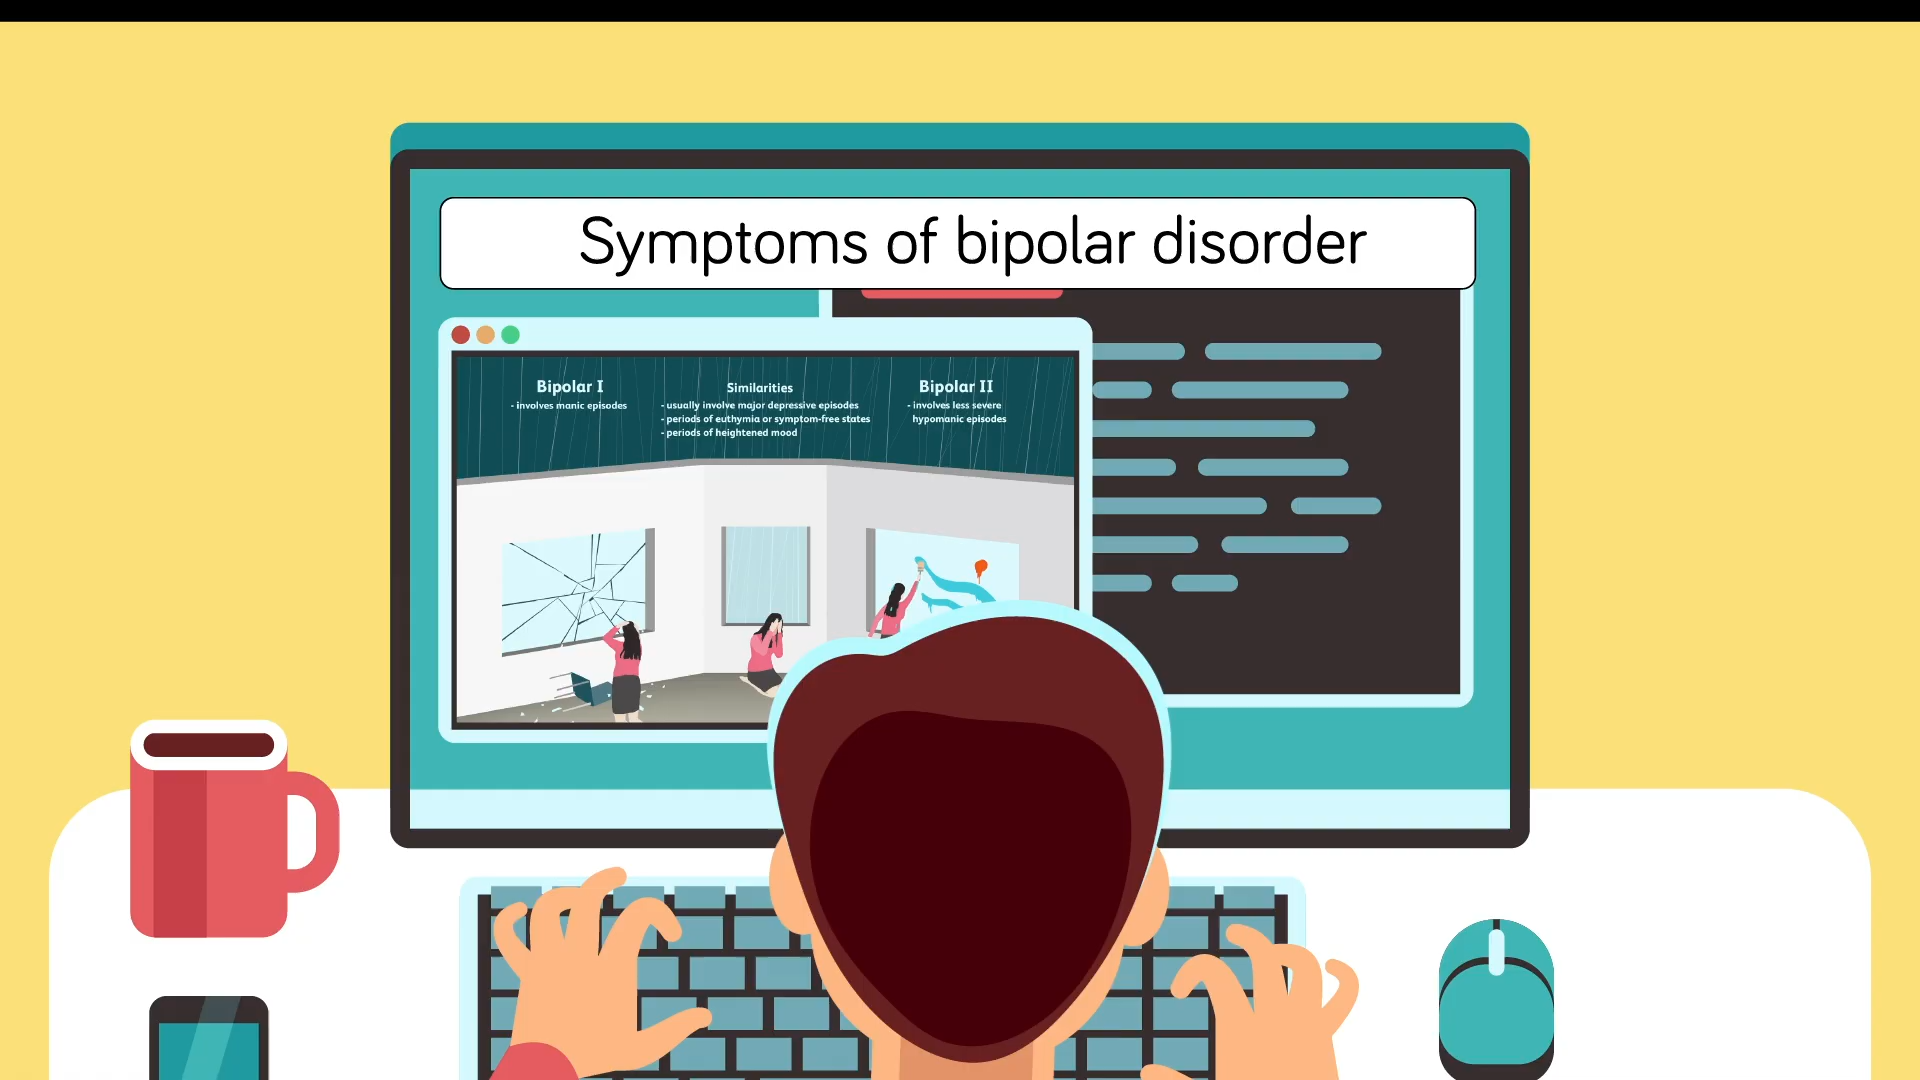 Symptoms of bipolar disorder
Bipolar I
- involves manic episodes
Similarities
- usually involve major depressive episodes
- periods of euthymia or symptom-free states
- periods of heightened mood
Bipolar II
- involves less severe
hypomanic episodes